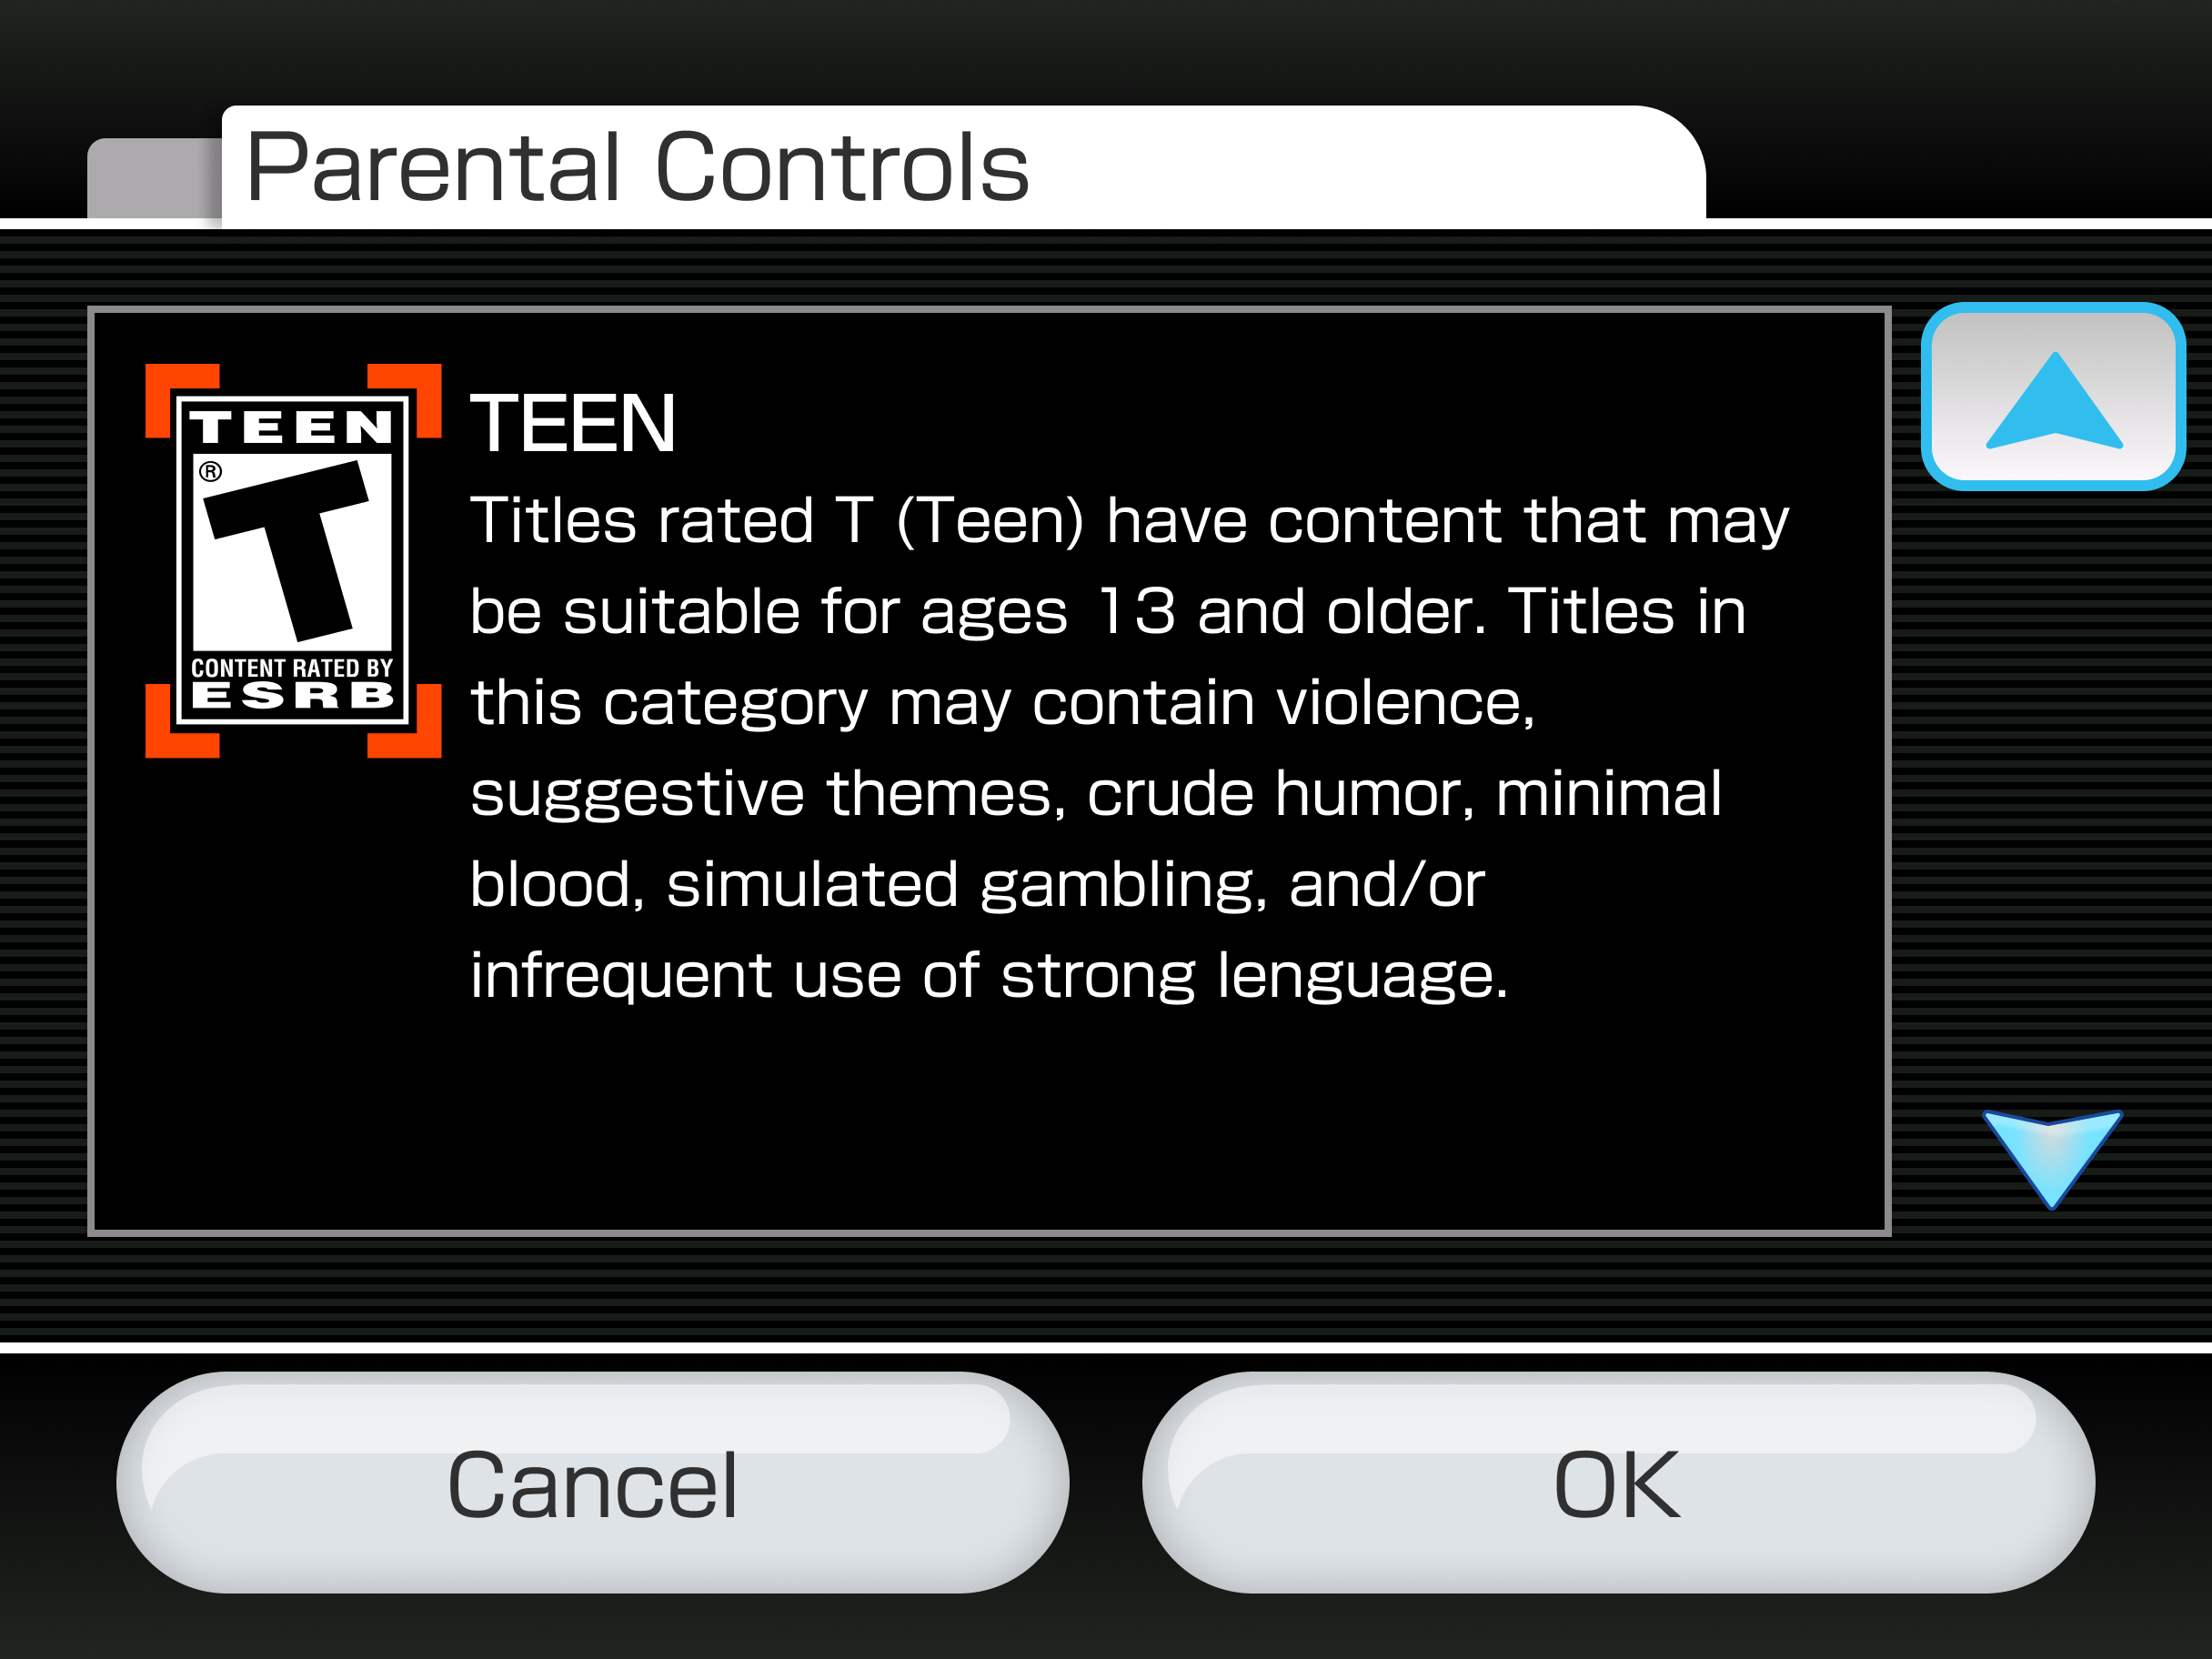 Parental Controls
TEEN
®
T
CONTENT RATED BY
ESRB
TEEN
Titles rated T (Teen) have content that may
be suitable for ages 13 and older. Titles in
this category may contain violence,
suggestive themes, crude humor, minimal
blood, simulated gambling, and/or
infrequent use of strong lenguage.
Cancel
OK